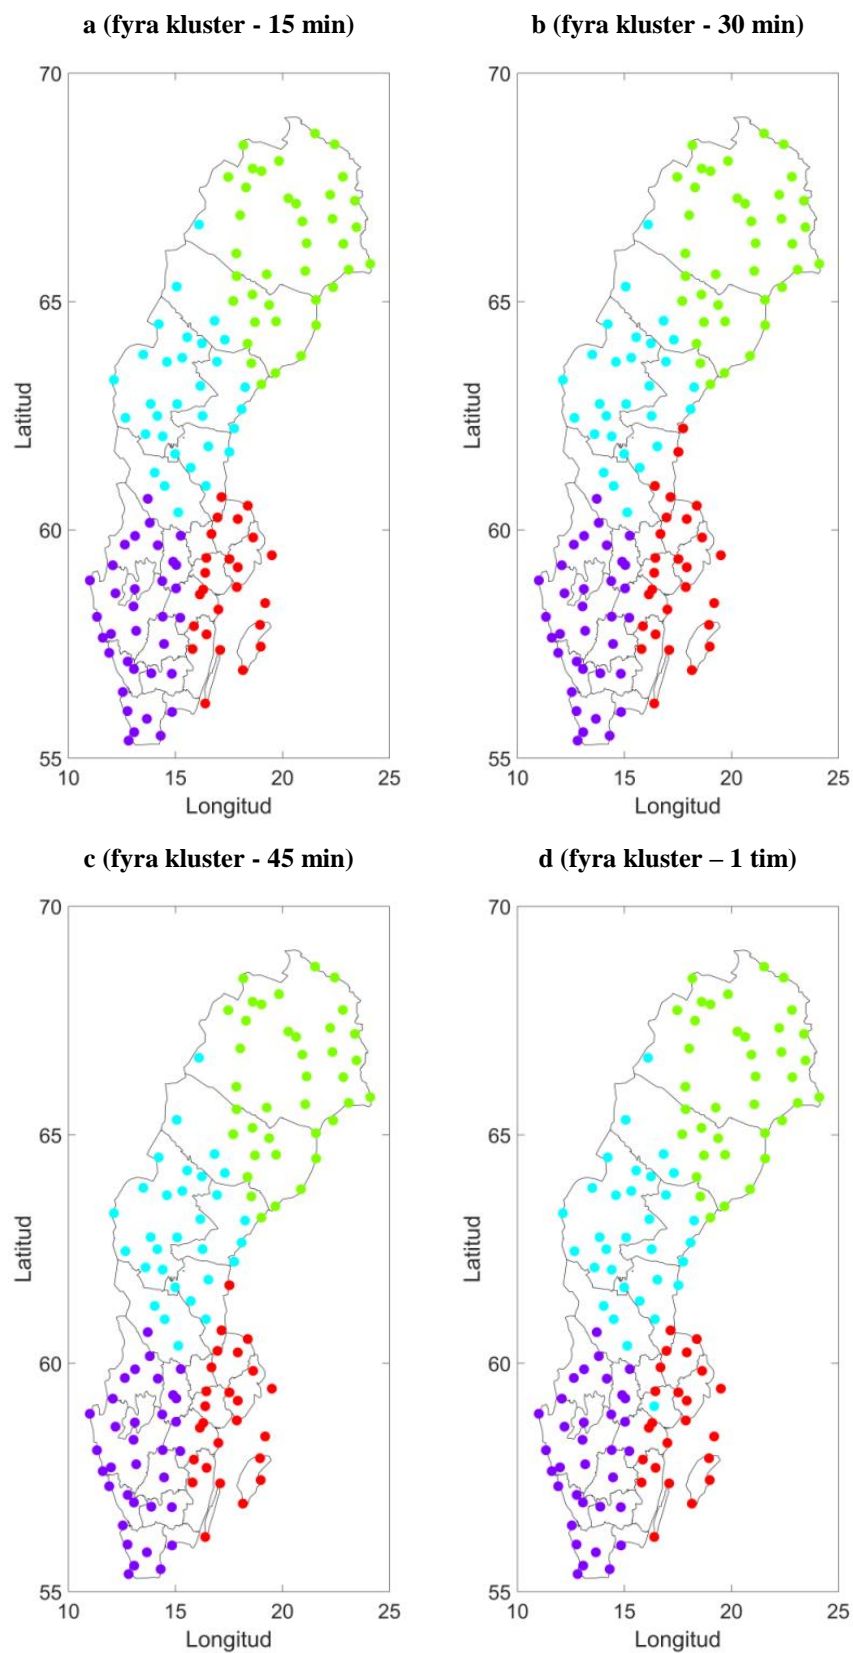 a (fyra kluster - 15 min)
b (fyra kluster - 30 min)
70
65
60
55
10 15 20 25
Latitud
Longitud
70
65
60
55
10 15 20 25
Latitud
Longitud
c (fyra kluster - 45 min)
d (fyra kluster – 1 tim)
70
65
60
55
10 15 20 25
Latitud
Longitud
70
65
60
55
10 15 20 25
Latitud
Longitud